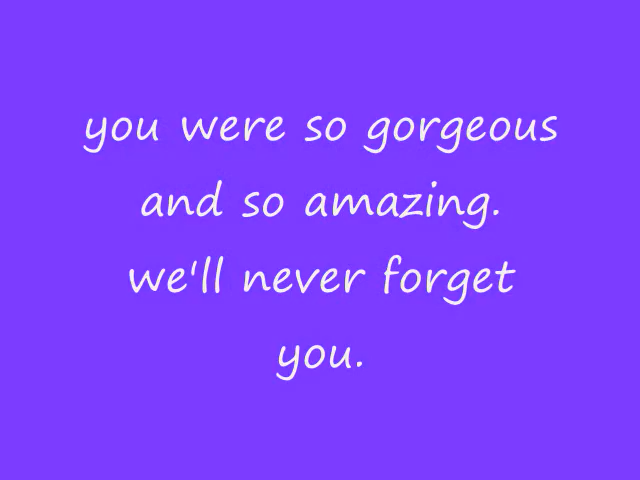 you were so gorgeous
and so amazing.
we'll never forget
you.